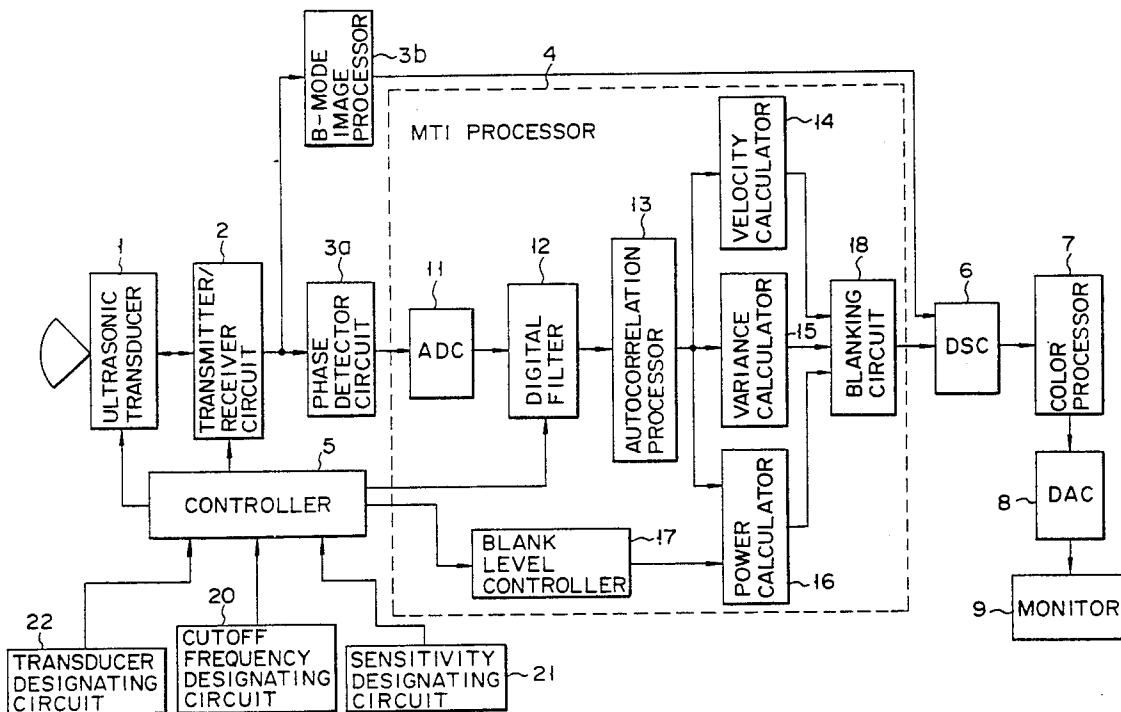 B-MODE
IMAGE
PROCESSOR
3b
4
MTI PROCESSOR
14
VELOCITY
CALCULATOR
1
ULTRASONIC
TRANSDUCER
2
TRANSMITTER/
RECEIVER
CIRCUIT
3a
PHASE
DETECTOR
CIRCUIT
11
ADC
12
DIGITAL
FILTER
13
AUTOCORRELATION
PROCESSOR
VARIANCE
CALCULATOR
15
18
BLANKING
CIRCUIT
6
DSC
7
COLOR
PROCESSOR
5
CONTROLLER
17
BLANK
LEVEL
CONTROLLER
POWER
CALCULATOR
16
8
DAC
9
MONITOR
22
TRANSDUCER
DESIGNATING
CIRCUIT
20
CUTOFF
FREQUENCY
DESIGNATING
CIRCUIT
SENSITIVITY
DESIGNATING
CIRCUIT
21